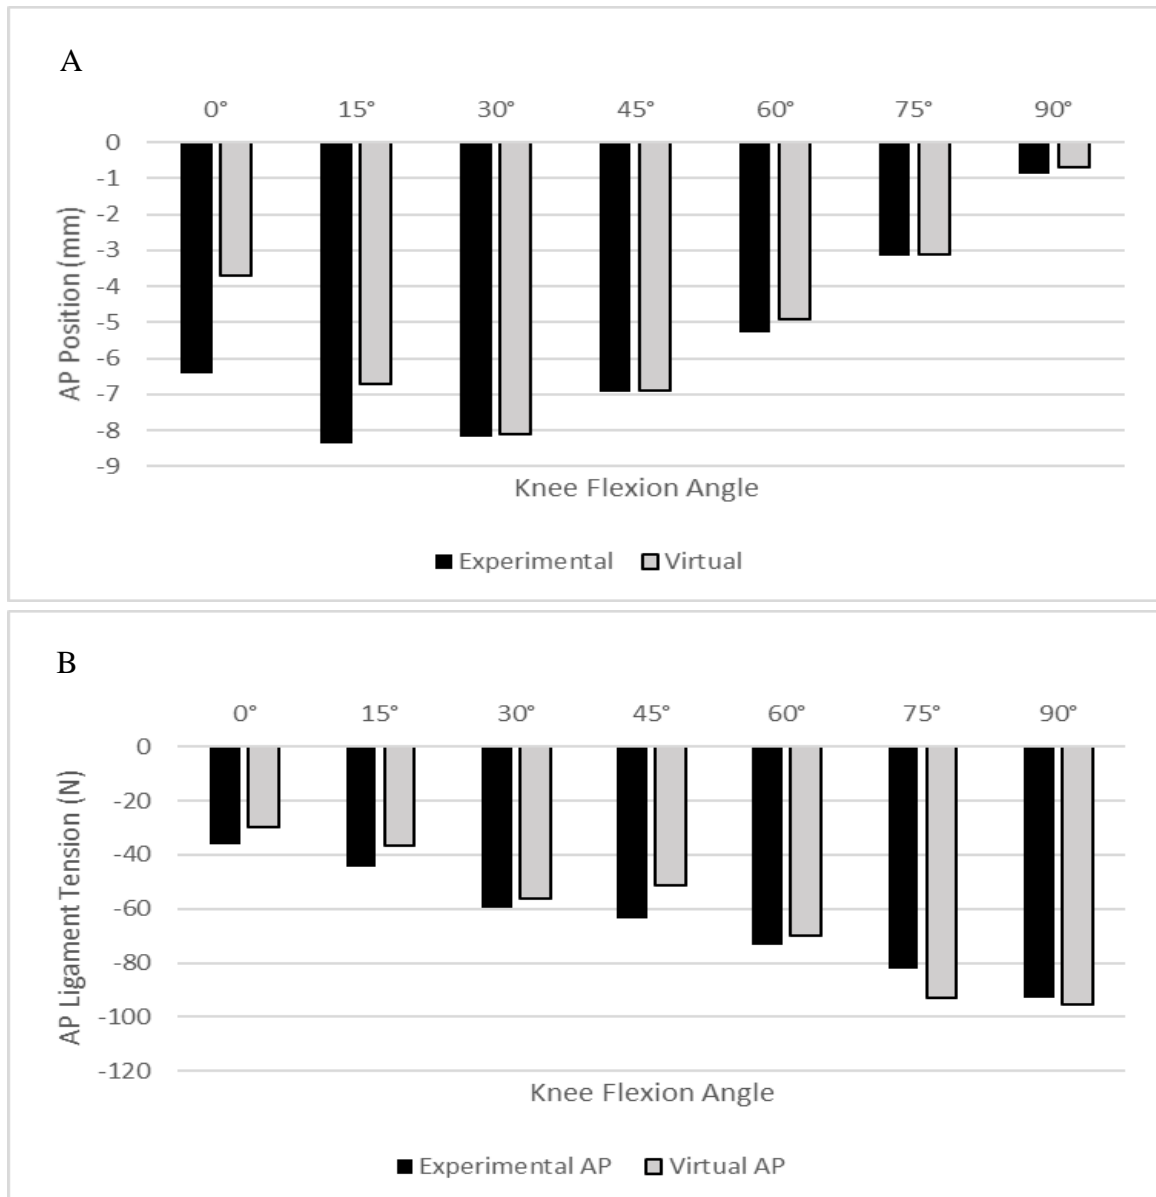 A
0° 15° 30° 45° 60° 75° 90°
0
-1
-2
-3
-4
-5
-6
-7
-8
-9
AP Position (mm)
Knee Flexion Angle
Experimental Virtual
B
0° 15° 30° 45° 60° 75° 90°
0
-20
-40
-60
-80
-100
-120
AP Ligament Tension (N)
Knee Flexion Angle
Experimental AP Virtual AP